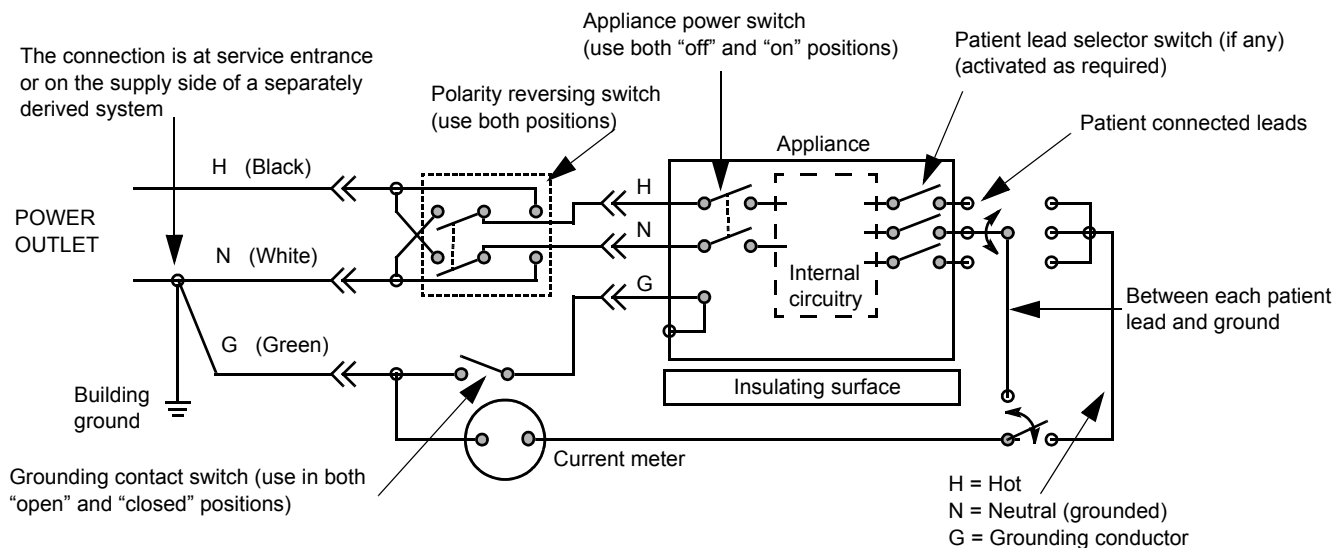 Appliance power switch
(use both “off” and “on” positions)
The connection is at service entrance
or on the supply side of a separately
derived system
Patient lead selector switch (if any)
(activated as required)
Polarity reversing switch
(use both positions)
Patient connected leads
Appliance
H (Black)
H
POWER
OUTLET
N (White)
N
Internal
circuitry
G
Between each patient
lead and ground
G (Green)
Building
ground
Insulating surface
Current meter
Grounding contact switch (use in both
“open” and “closed” positions)
H = Hot
N = Neutral (grounded)
G = Grounding conductor